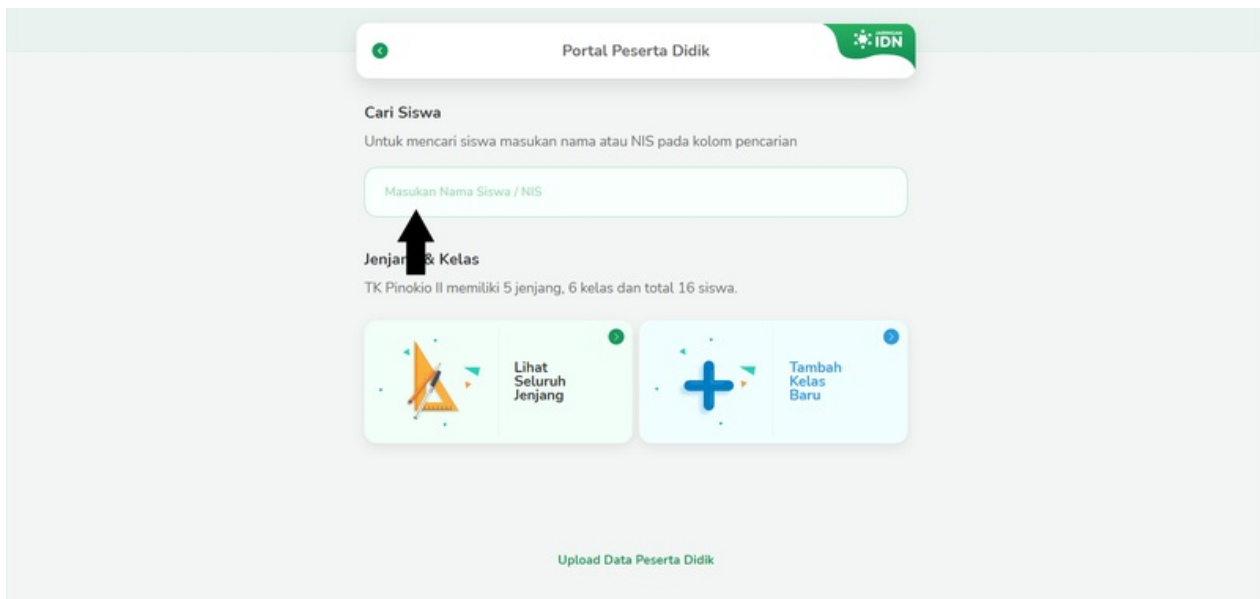 Portal Peserta Didik
JARINGAN
IDN
Cari Siswa
Untuk mencari siswa masukan nama atau NIS pada kolom pencarian
Masukan Nama Siswa / NIS
& Kelas
TK Pinokio II memiliki 5 jenjang, 6 kelas dan total 16 siswa.
Lihat
Seluruh
Jenjang
Tambah
Kelas
Baru
Upload Data Peserta Didik